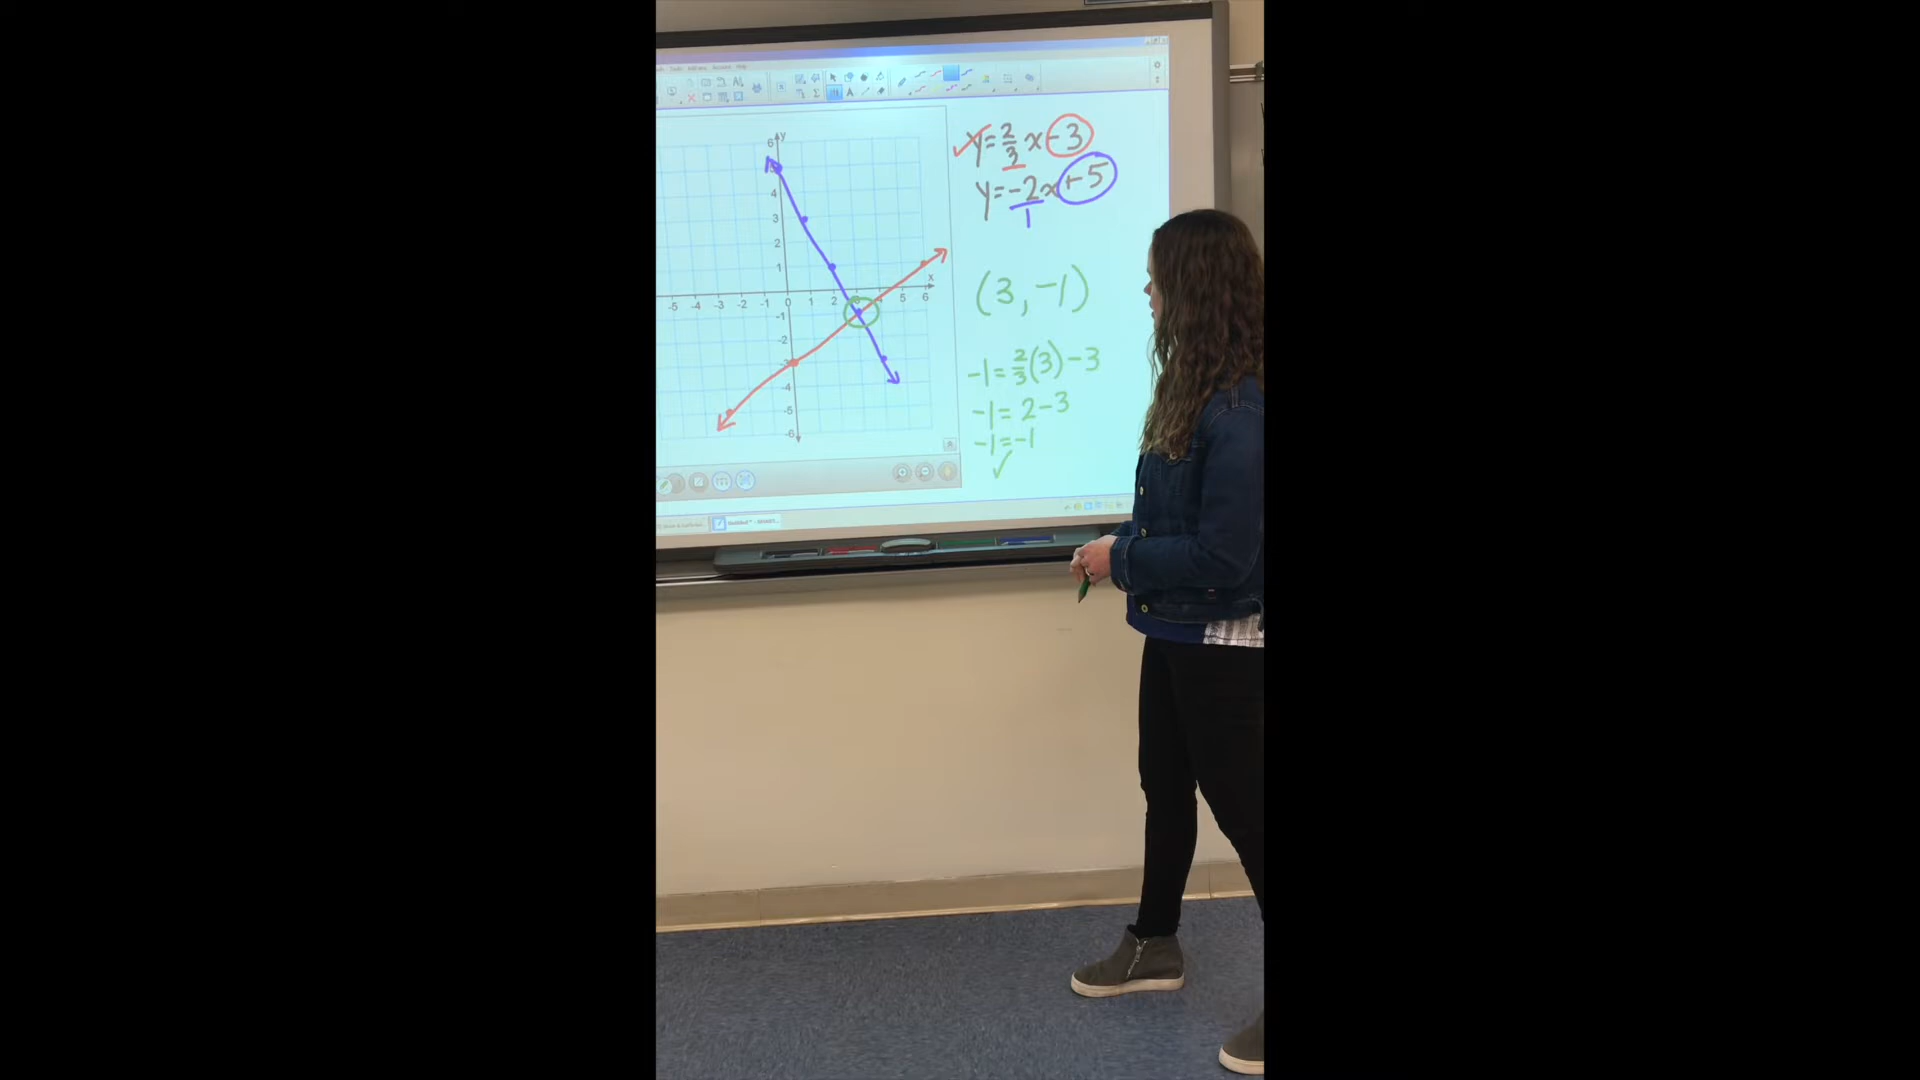 y = 2/3 x - 3
y = -2/1 x + 5
(3, -1)
-1 = 2/3 (3) - 3
-1 = 2 - 3
-1 = -1
✓
y
6
4
3
2
1
x
-5 -4 -3 -2 -1 0 1 2 3 4 5 6
-1
-2
-3
-4
-5
-6